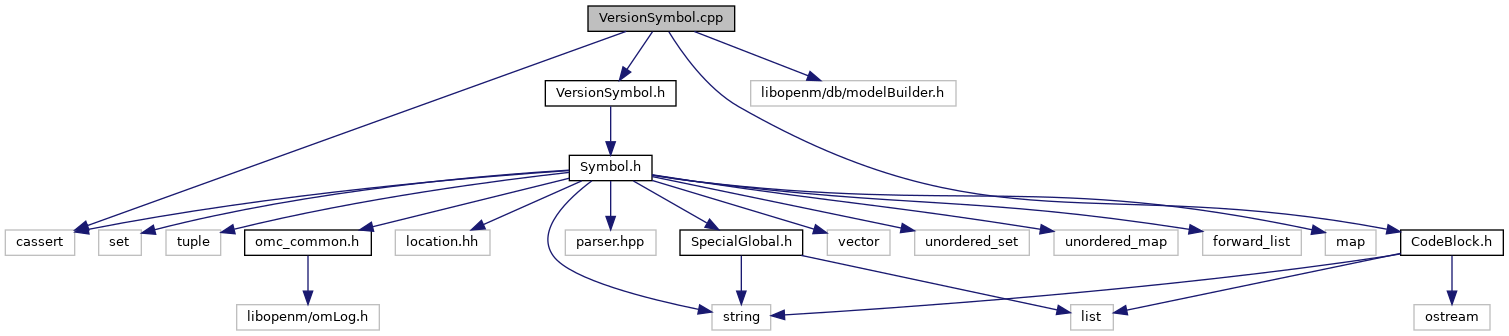 VersionSymbol.cpp
VersionSymbol.h
libopenm/db/modelBuilder.h
Symbol.h
cassert
set
tuple
omc_common.h
location.hh
parser.hpp
SpecialGlobal.h
vector
unordered_set
unordered_map
forward_list
map
CodeBlock.h
libopenm/omLog.h
string
list
ostream